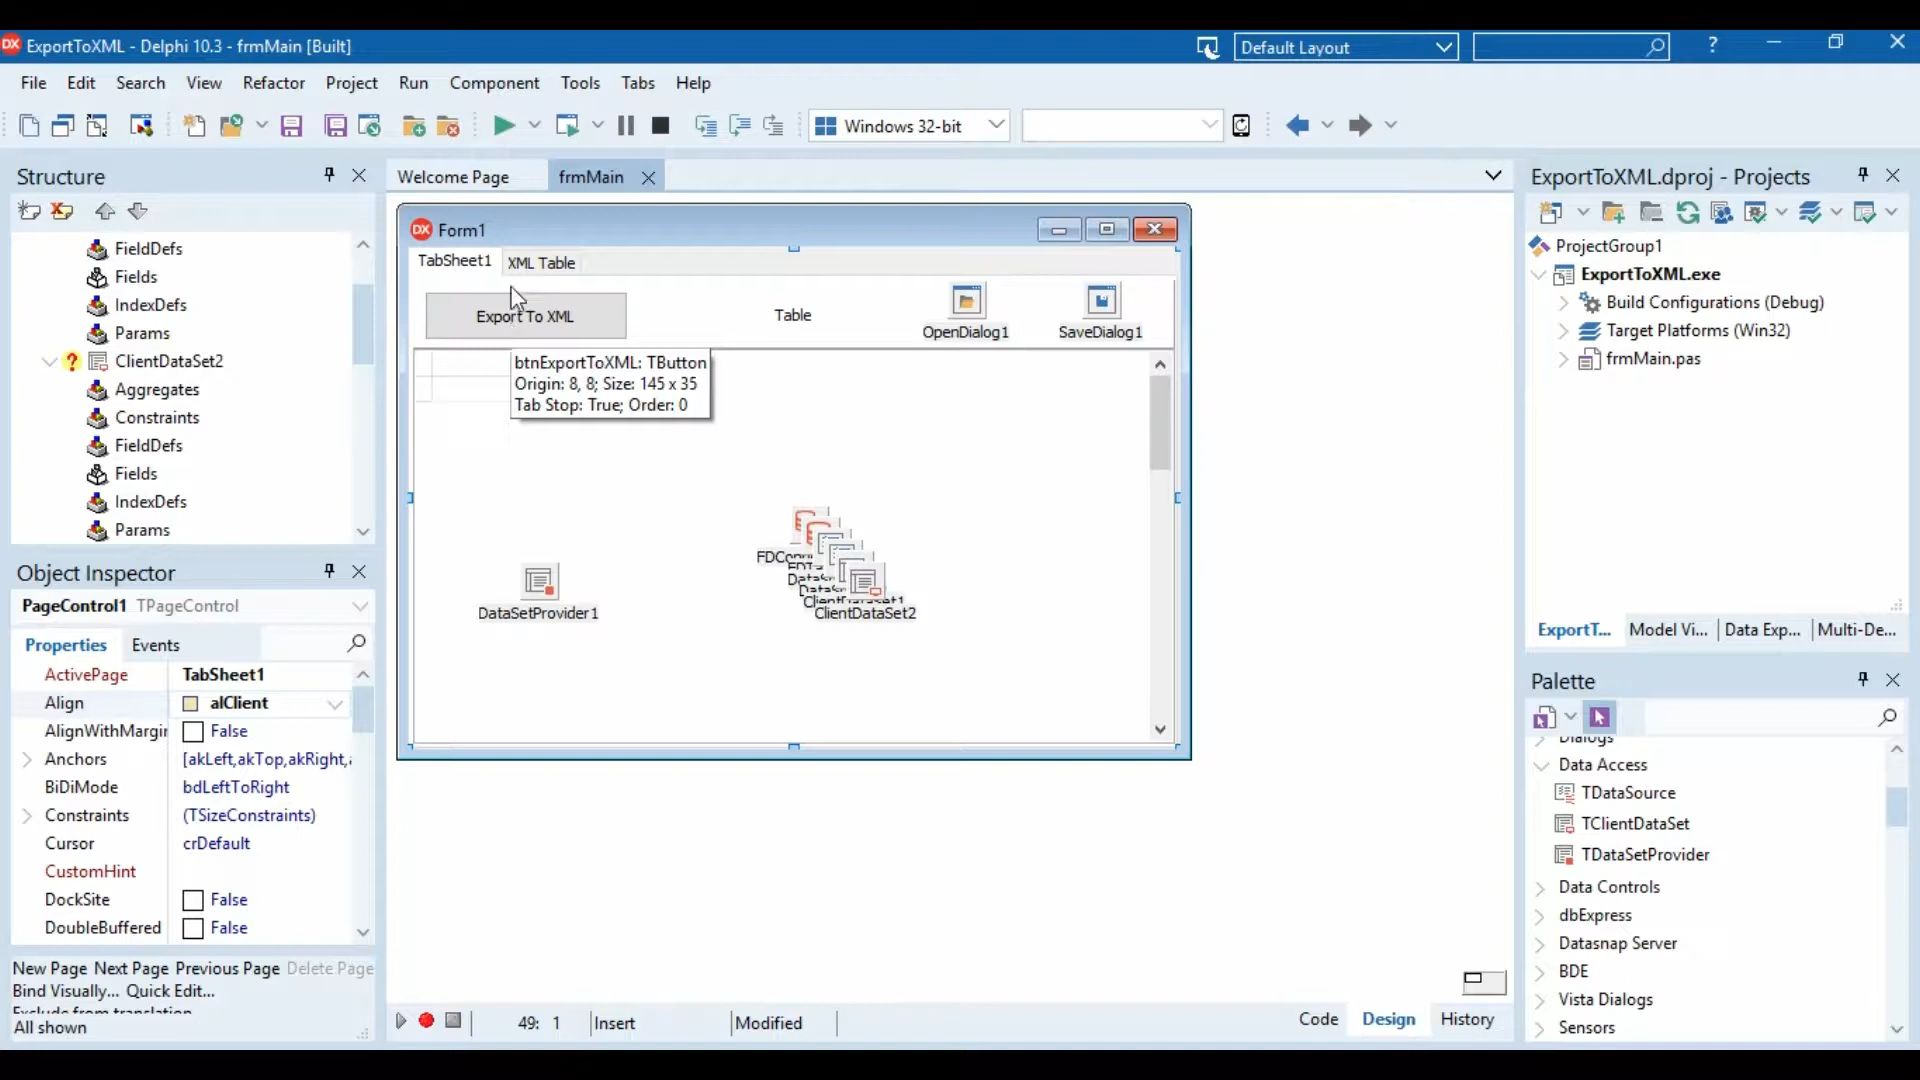 ExportToXML - Delphi 10.3 - frmMain [Built]
Default Layout
?
File Edit Search View Refactor Project Run Component Tools Tabs Help
Windows 32-bit
Structure
FieldDefs
Fields
IndexDefs
Params
? ClientDataSet2
Aggregates
Constraints
FieldDefs
Fields
IndexDefs
Params
Object Inspector
PageControl1 TPageControl
Properties Events
ActivePage TabSheet1
Align alClient
AlignWithMargin False
Anchors [akLeft,akTop,akRight,
BiDiMode bdLeftToRight
Constraints (TSizeConstraints)
Cursor crDefault
CustomHint
DockSite False
DoubleBuffered False
New Page Next Page Previous Page Delete Page
Bind Visually... Quick Edit...
Exclude from translation
All shown
Welcome Page frmMain
DX Form1
TabSheet1 XML Table
Export To XML
Table
OpenDialog1
SaveDialog1
btnExportToXML: TButton
Origin: 8, 8; Size: 145 x 35
Tab Stop: True; Order: 0
DataSetProvider1
ClientDataSet1
ClientDataSet2
49: 1 Insert Modified
Code Design History
ExportToXML.dproj - Projects
ProjectGroup1
ExportToXML.exe
Build Configurations (Debug)
Target Platforms (Win32)
frmMain.pas
ExportT... Model Vi... Data Exp... Multi-De...
Palette
Dialogs
Data Access
TDataSource
TClientDataSet
TDataSetProvider
Data Controls
dbExpress
Datasnap Server
BDE
Vista Dialogs
Sensors